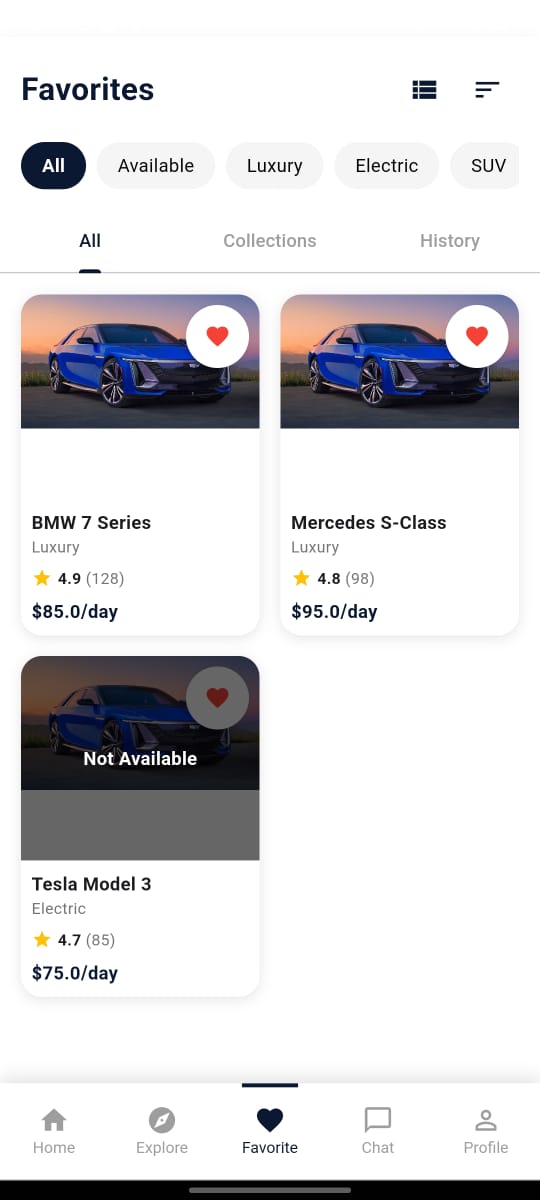 Favorites
All
Available
Luxury
Electric
SUV
All
Collections
History
BMW 7 Series
Luxury
4.9 (128)
$85.0/day
Mercedes S-Class
Luxury
4.8 (98)
$95.0/day
Not Available
Tesla Model 3
Electric
4.7 (85)
$75.0/day
Home
Explore
Favorite
Chat
Profile